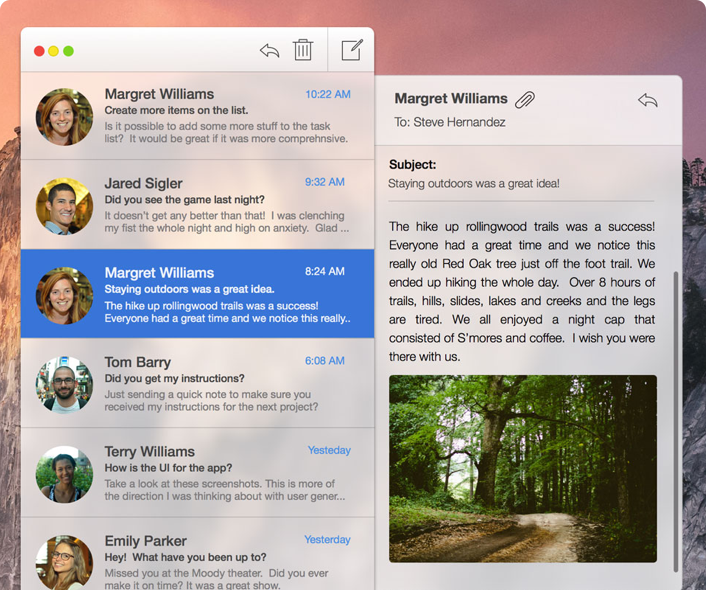 Margret Williams
10:22 AM
Create more items on the list.
Is it possible to add some more stuff to the task
list?  It would be great if it was more comprehnsive.
Jared Sigler
9:32 AM
Did you see the game last night?
It doesn't get any better than that!  I was clenching
my fist the whole night and high on anxiety.  Glad ...
Margret Williams
8:24 AM
Staying outdoors was a great idea.
The hike up rollingwood trails was a success!
Everyone had a great time and we notice this really..
Tom Barry
6:08 AM
Did you get my instructions?
Just sending a quick note to make sure you
received my instructions for the next project?
Terry Williams
Yesteday
How is the UI for the app?
Take a look at these screenshots. This is more of
the direction I was thinking about with user gener...
Emily Parker
Yesterday
Hey!  What have you been up to?
Missed you at the Moody theater.  Did you ever
make it on time? It was a great show.
Margret Williams
To: Steve Hernandez
Subject:
Staying outdoors was a great idea!
The hike up rollingwood trails was a success!
Everyone had a great time and we notice this
really old Red Oak tree just off the foot trail. We
ended up hiking the whole day.  Over 8 hours of
trails, hills, slides, lakes and creeks and the legs
are tired. We all enjoyed a night cap that
consisted of S'mores and coffee.  I wish you were
there with us.